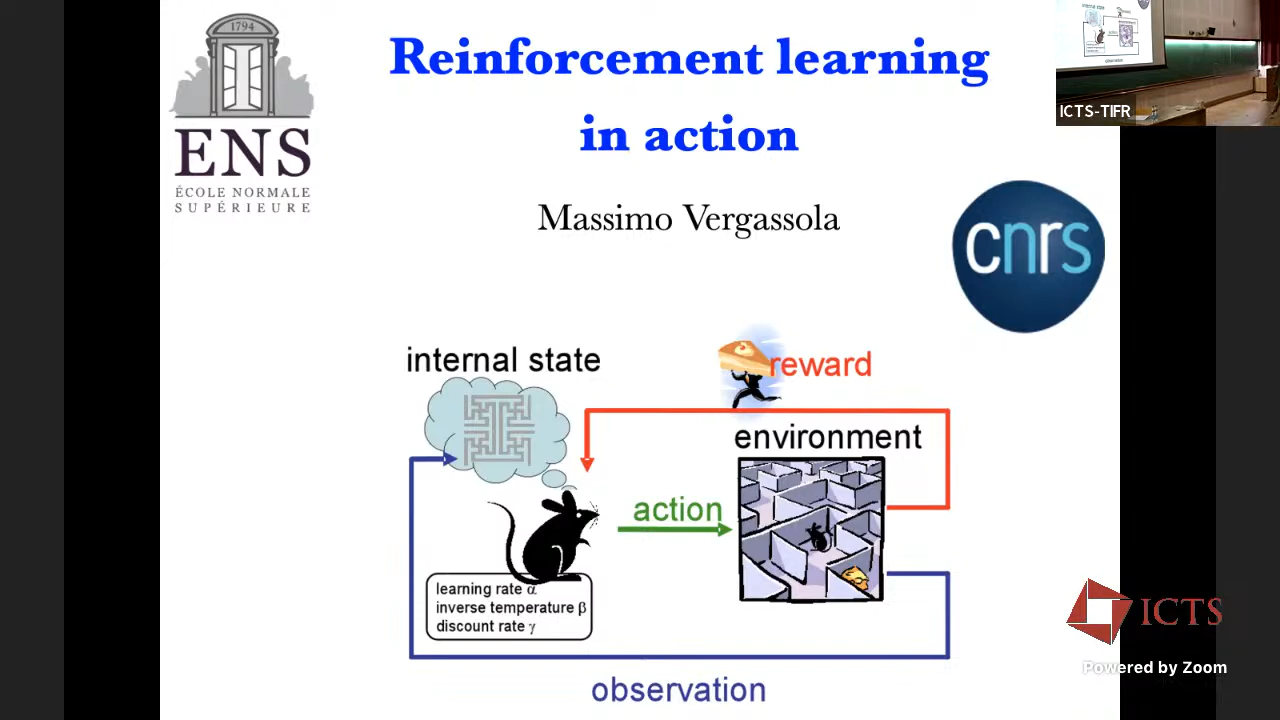 1794
ENS
ÉCOLE NORMALE
SUPÉRIEURE
Reinforcement learning
in action
Massimo Vergassola
cnrs
ICTS-TIFR
internal state
reward
environment
action
learning rate α
inverse temperature β
discount rate γ
observation
ICTS
Powered by Zoom